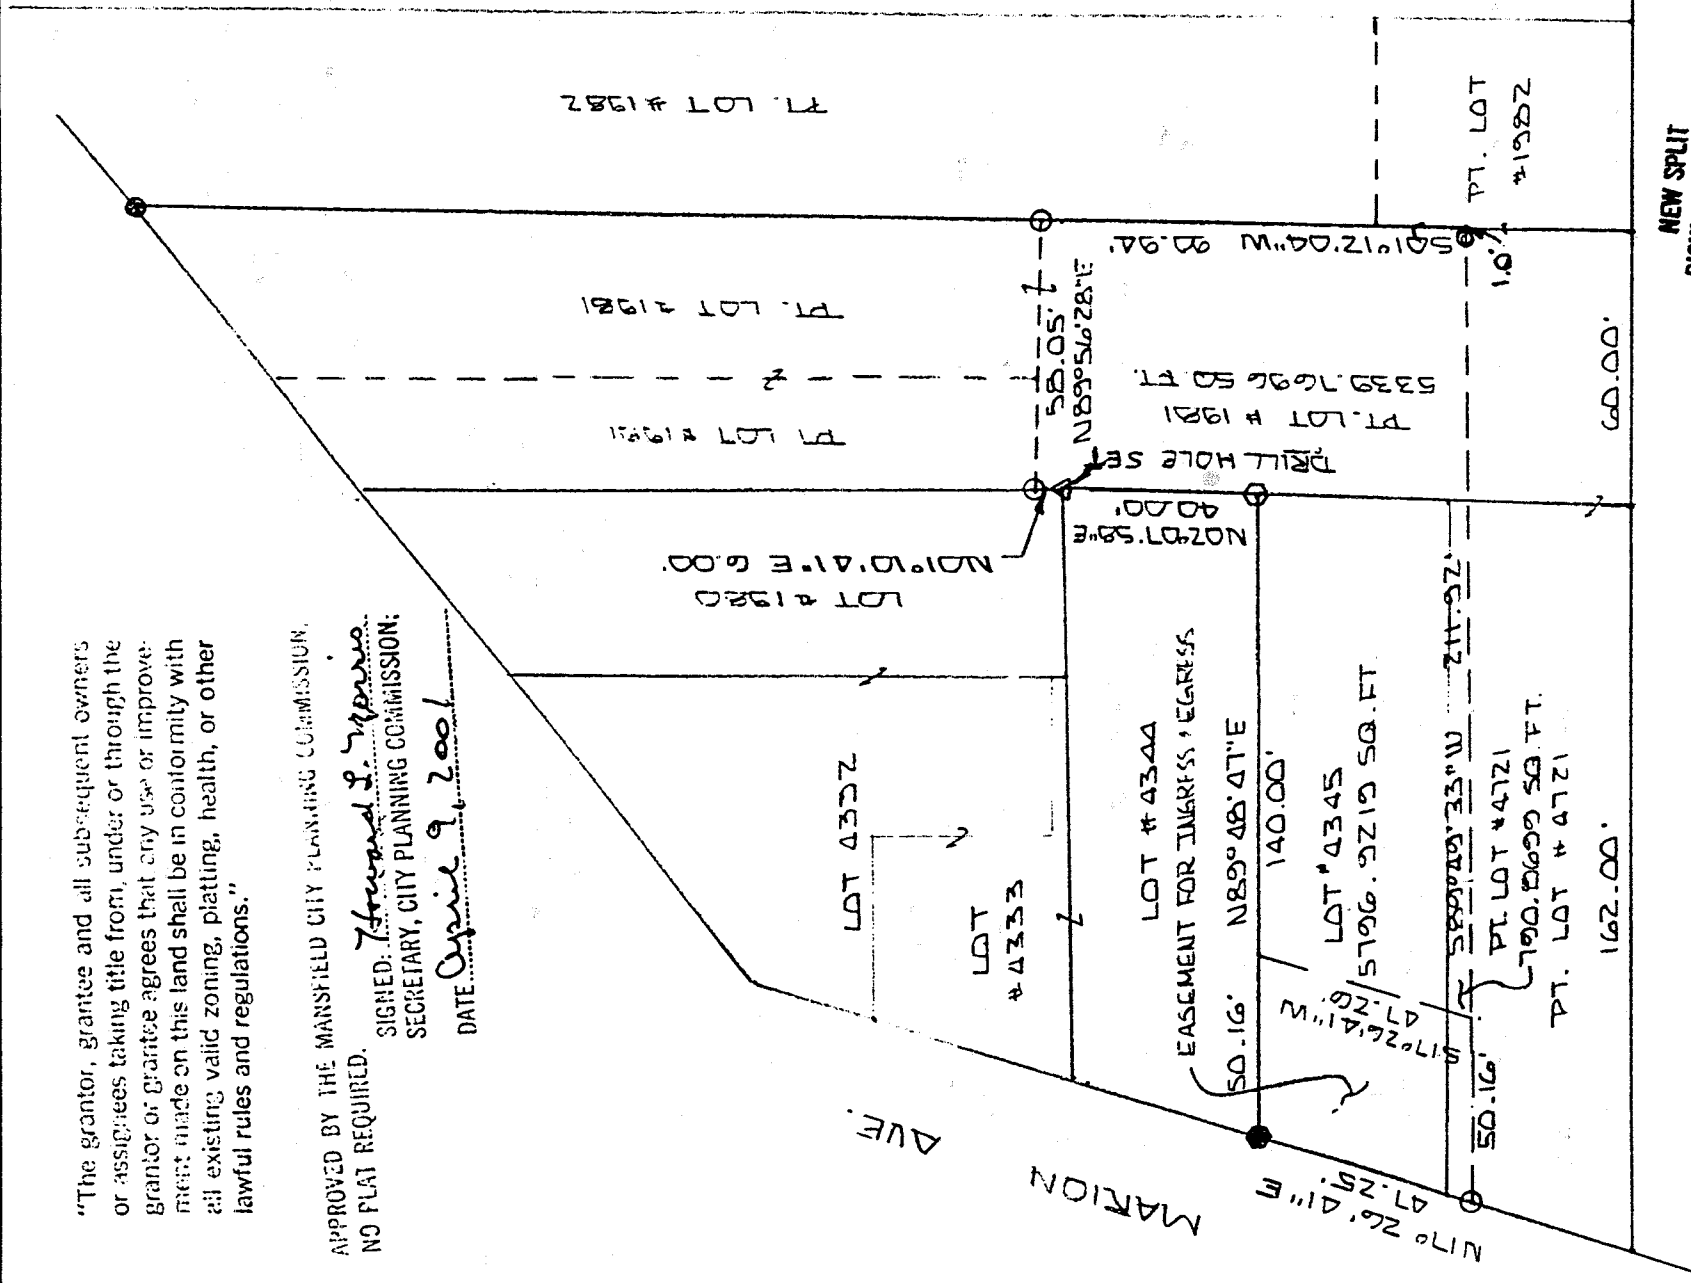 "The grantor, grantee and all subsequent owners
or assignees taking title from, under or through the
grantor or grantee agrees that any use or improve-
ment made on this land shall be in conformity with
all existing valid zoning, platting, health, or other
lawful rules and regulations."
APPROVED BY THE MANSFIELD CITY PLANNING COMMISSION.
NO PLAT REQUIRED.
SIGNED: Howard L. Morris
SECRETARY, CITY PLANNING COMMISSION:
DATE April 9, 2001
PT. LOT #1982
PT. LOT
#1982
NEW SPLIT
S01°12'04"W 90.94'
1.0'
PT. LOT #1981
58.05'
N89°56'28"E
5339.7696 SQ. FT.
PT. LOT #1981
60.00'
PT LOT #1981
DRILL HOLE SET
40.00'
N02°07'58"E
N01°10'41"E 6.00'
LOT #1980
LOT 4332
LOT
#4333
LOT #4344
EASEMENT FOR INGRESS, EGRESS
50.16' N89°48'47"E
140.00'
LOT #4345
5796.9219 SQ. FT
S17°26'41"W
47.26'
S89°49'33"W 211.92'
PT. LOT #4721
790.0699 SQ FT.
PT. LOT #4721
162.00'
50.16'
MARION AVE.
N17°26'41"E
47.25'